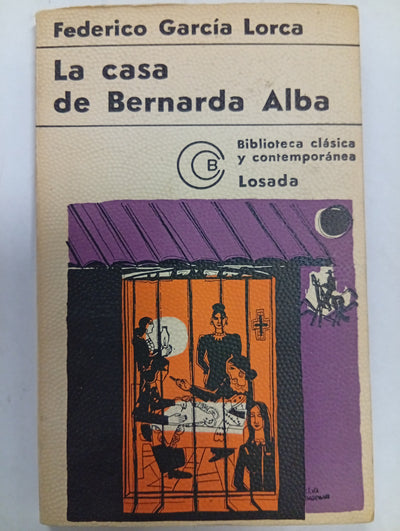 Federico García Lorca
La casa
de Bernarda Alba
B
Biblioteca clásica
y contemporánea
Losada